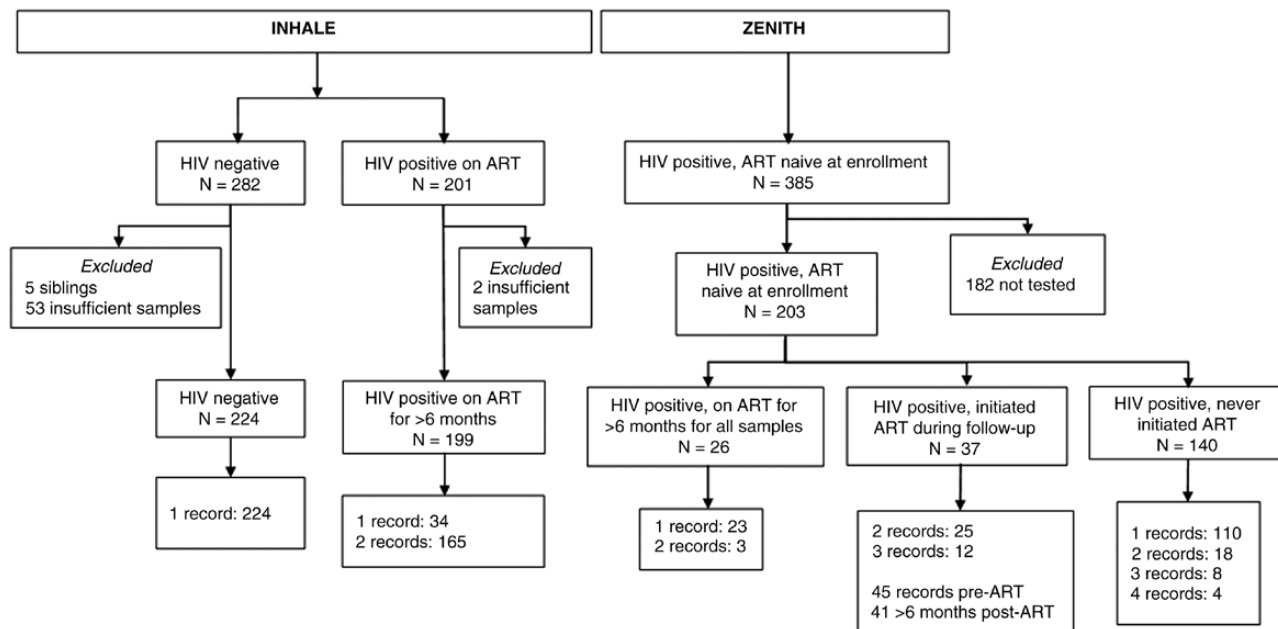 INHALE
ZENITH
HIV negative
N = 282
HIV positive on ART
N = 201
HIV positive, ART naive at enrollment
N = 385
Excluded
5 siblings
53 insufficient samples
Excluded
2 insufficient
samples
HIV positive, ART
naive at enrollment
N = 203
Excluded
182 not tested
HIV negative
N = 224
HIV positive on ART
for >6 months
N = 199
HIV positive, on ART for
>6 months for all samples
N = 26
HIV positive, initiated
ART during follow-up
N = 37
HIV positive, never
initiated ART
N = 140
1 record: 224
1 record: 34
2 records: 165
1 record: 23
2 records: 3
2 records: 25
3 records: 12
45 records pre-ART
41 >6 months post-ART
1 records: 110
2 records: 18
3 records: 8
4 records: 4